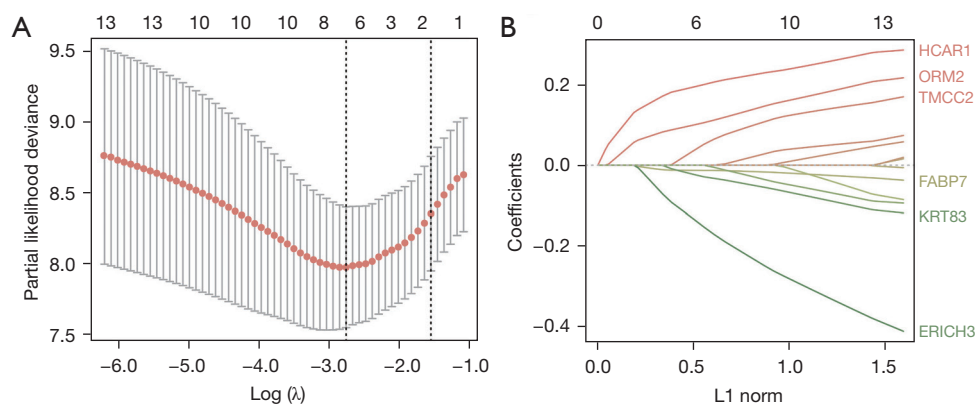 A
13 13 10 10 10 8 6 3 2 1
Partial likelihood deviance
9.5
9.0
8.5
8.0
7.5
−6.0 −5.0 −4.0 −3.0 −2.0 −1.0
Log (λ)
B
0 6 10 13
Coefficients
0.2
0.0
−0.2
−0.4
0.0 0.5 1.0 1.5
L1 norm
HCAR1
ORM2
TMCC2
FABP7
KRT83
ERICH3